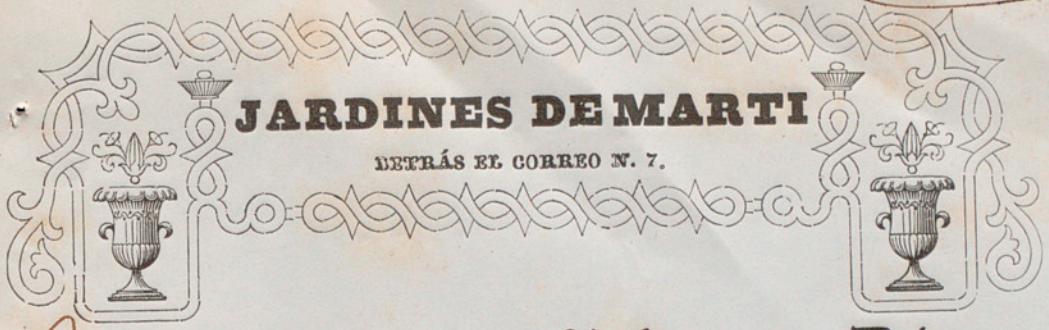 JARDINES DE MARTI
DETRÁS EL CORREO N. 7.